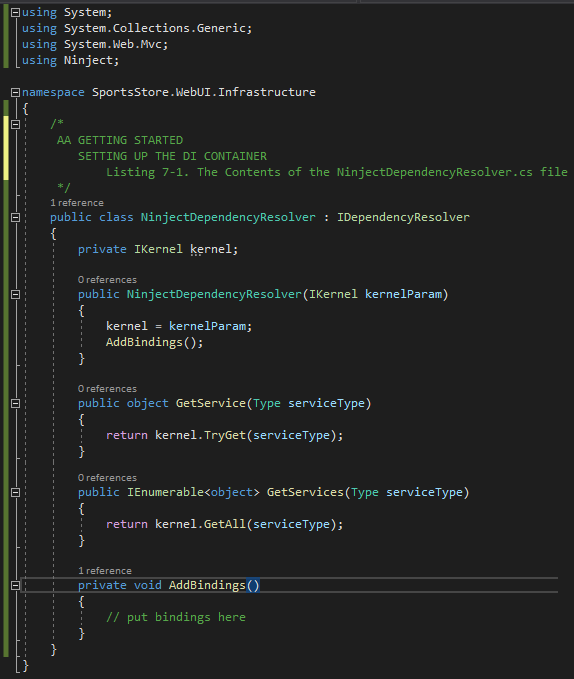 using System;
using System.Collections.Generic;
using System.Web.Mvc;
using Ninject;
namespace SportsStore.WebUI.Infrastructure
{
/*
AA GETTING STARTED
SETTING UP THE DI CONTAINER
Listing 7-1. The Contents of the NinjectDependencyResolver.cs file
*/
1 reference
public class NinjectDependencyResolver : IDependencyResolver
{
private IKernel kernel;
0 references
public NinjectDependencyResolver(IKernel kernelParam)
{
kernel = kernelParam;
AddBindings();
}
0 references
public object GetService(Type serviceType)
{
return kernel.TryGet(serviceType);
}
0 references
public IEnumerable<object> GetServices(Type serviceType)
{
return kernel.GetAll(serviceType);
}
1 reference
private void AddBindings()
{
// put bindings here
}
}
}